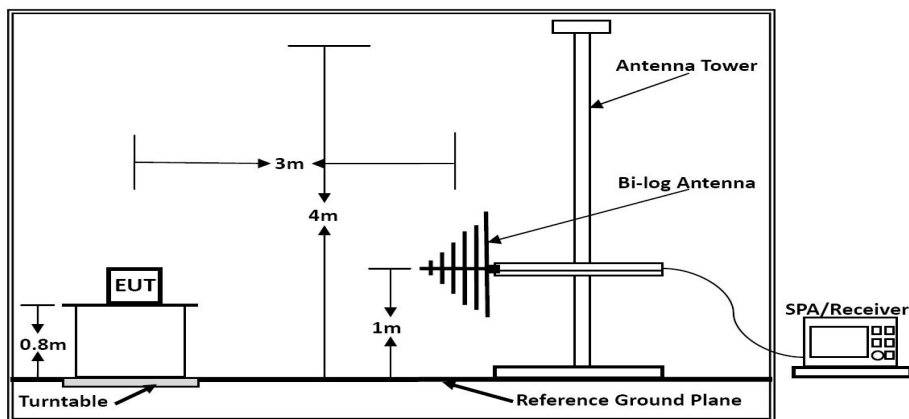 Antenna Tower
3m
Bi-log Antenna
4m
EUT
SPA/Receiver
1m
0.8m
Turntable
Reference Ground Plane